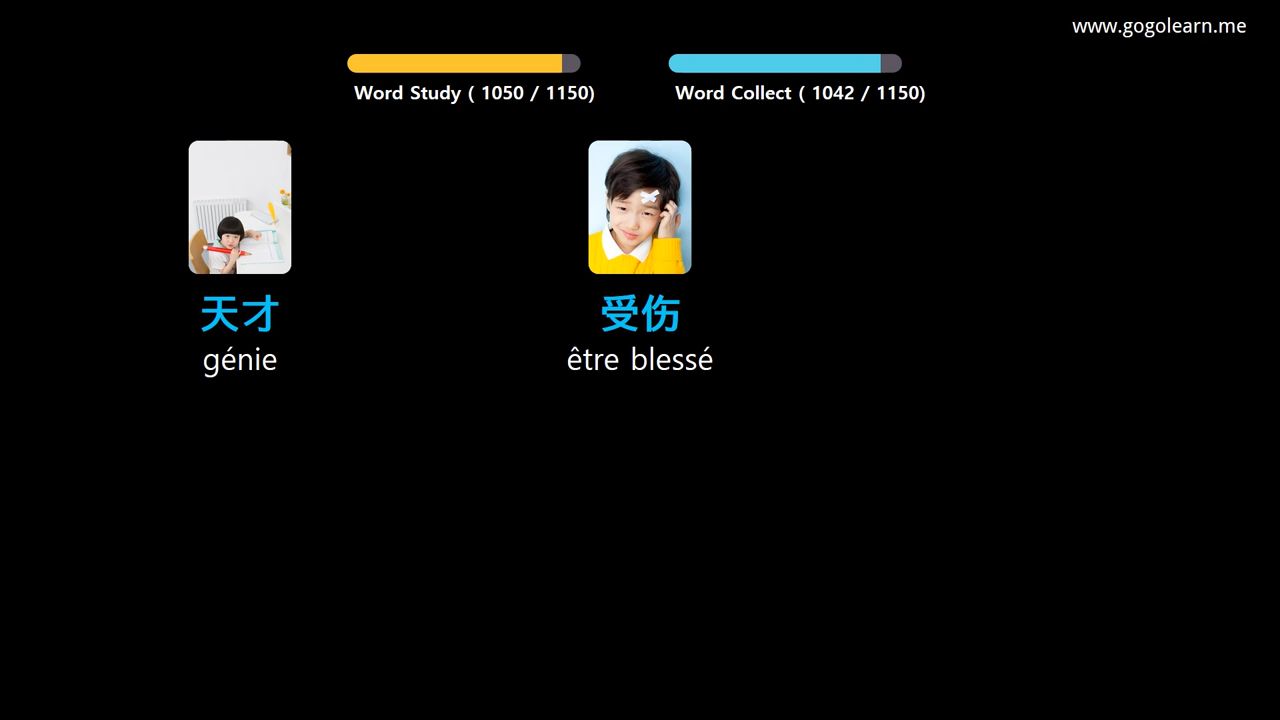 www.gogolearn.me
Word Study ( 1050 / 1150)
Word Collect ( 1042 / 1150)
天才
génie
受伤
être blessé